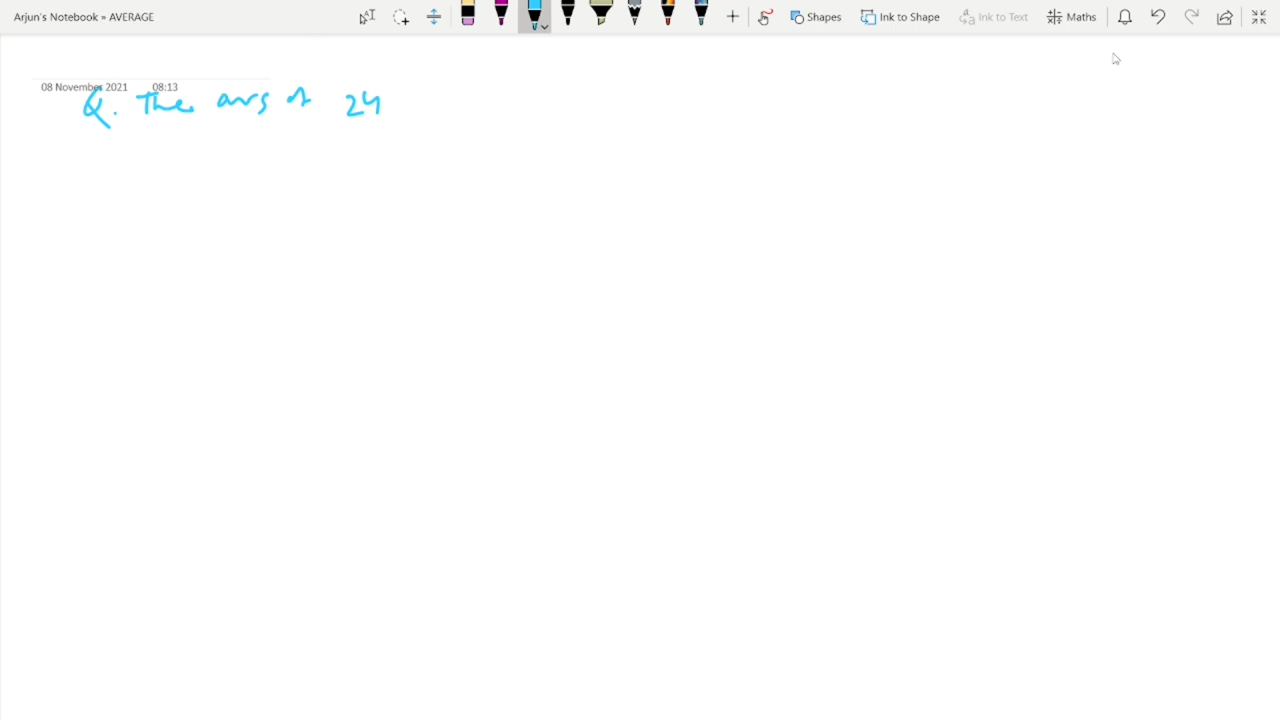 Arjun's Notebook » AVERAGE
Shapes
Ink to Shape
Ink to Text
Maths
08 November 2021 08:13
Q. The avg of 24